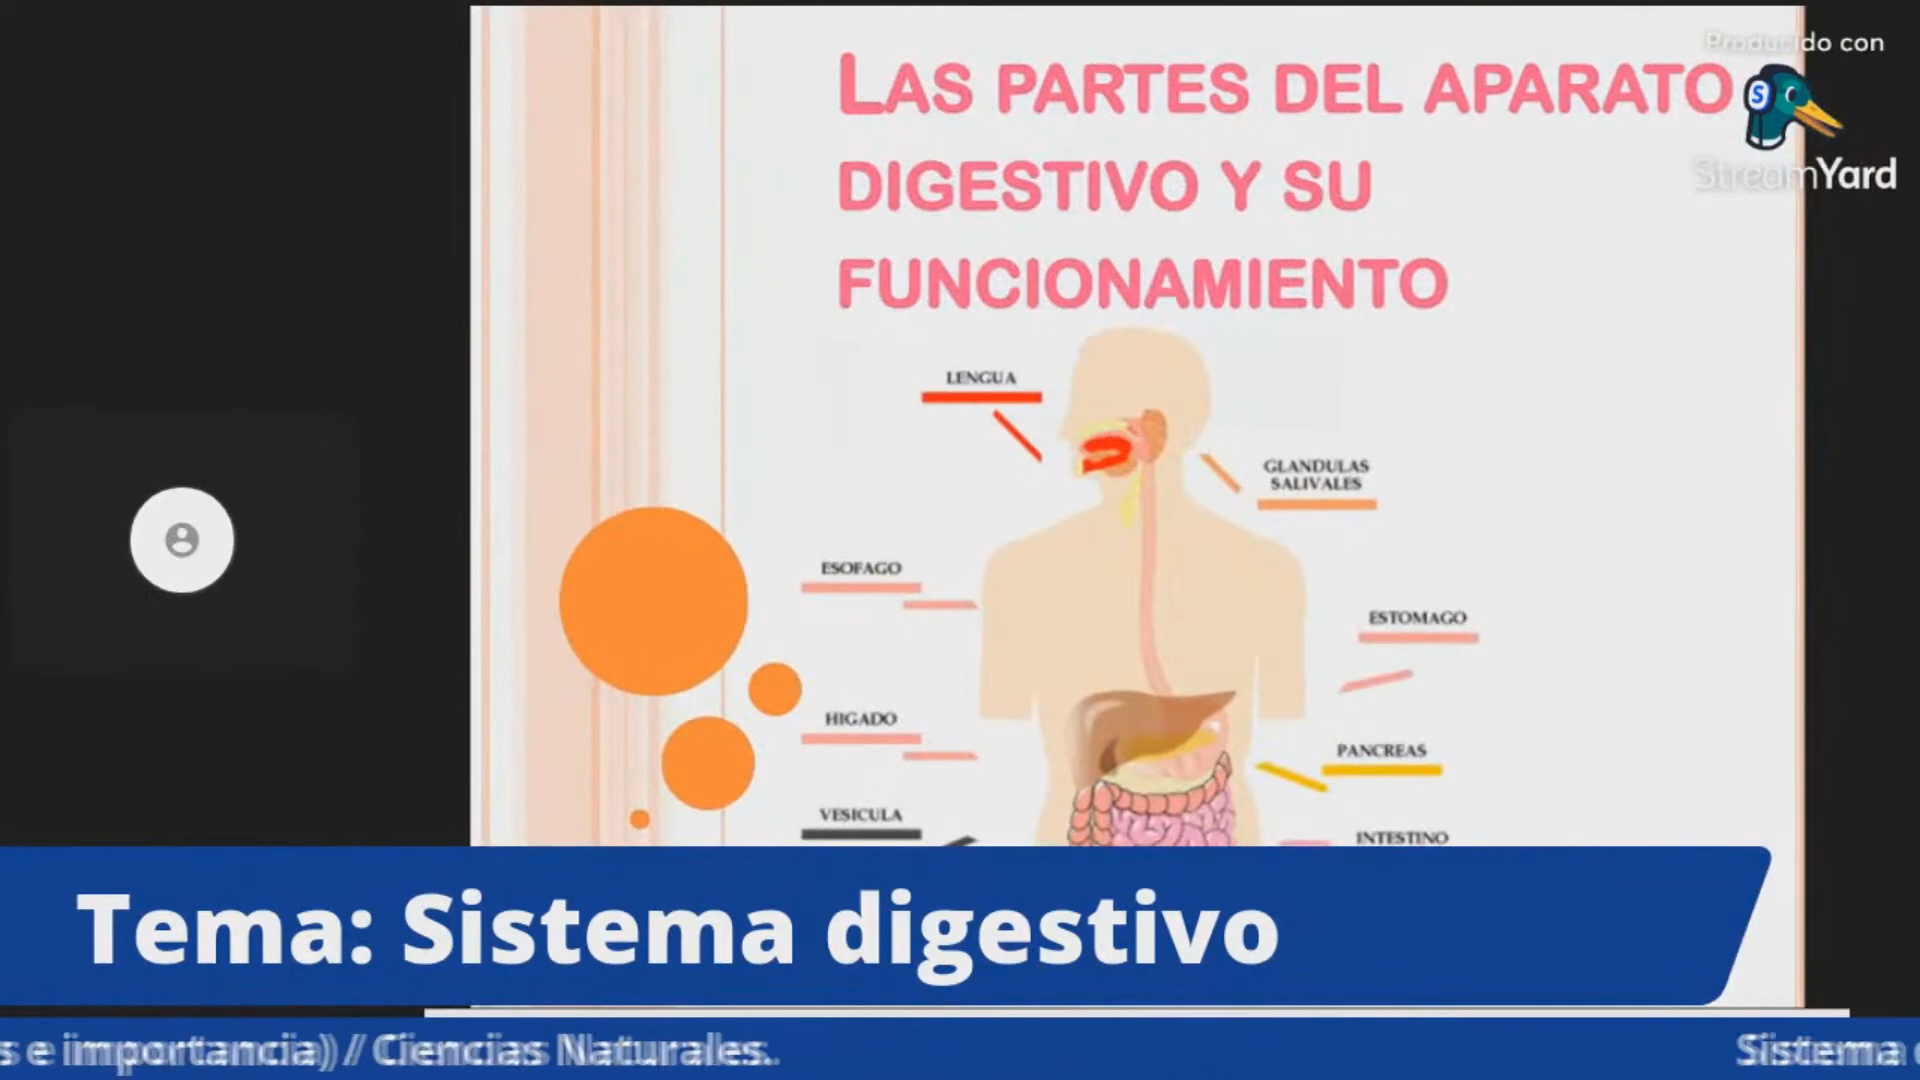 Producido con
StreamYard
LAS PARTES DEL APARATO
DIGESTIVO Y SU
FUNCIONAMIENTO
LENGUA
GLANDULAS
SALIVALES
ESOFAGO
ESTOMAGO
HIGADO
PANCREAS
VESICULA
INTESTINO
Tema: Sistema digestivo
s e importancia) / Ciencias Naturales.
Sistema